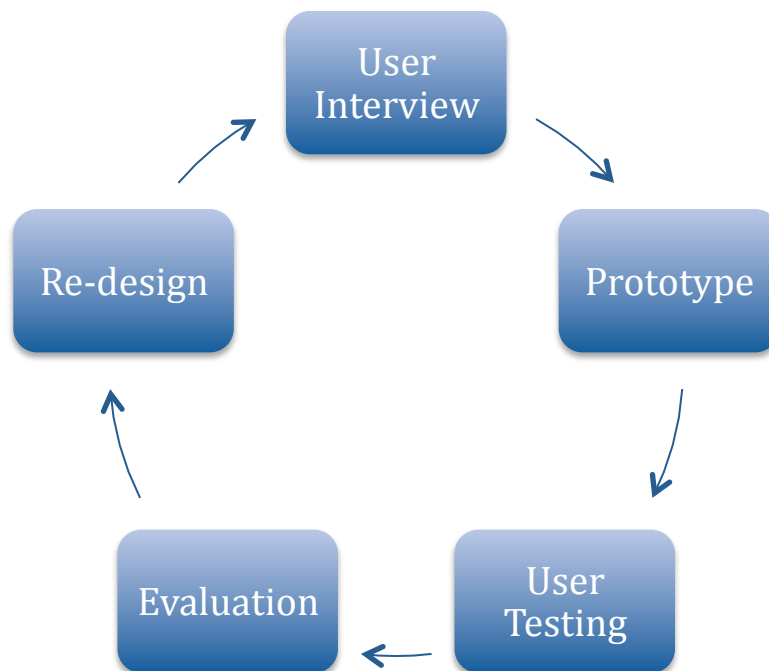 User
Interview
Prototype
User
Testing
Evaluation
Re-design